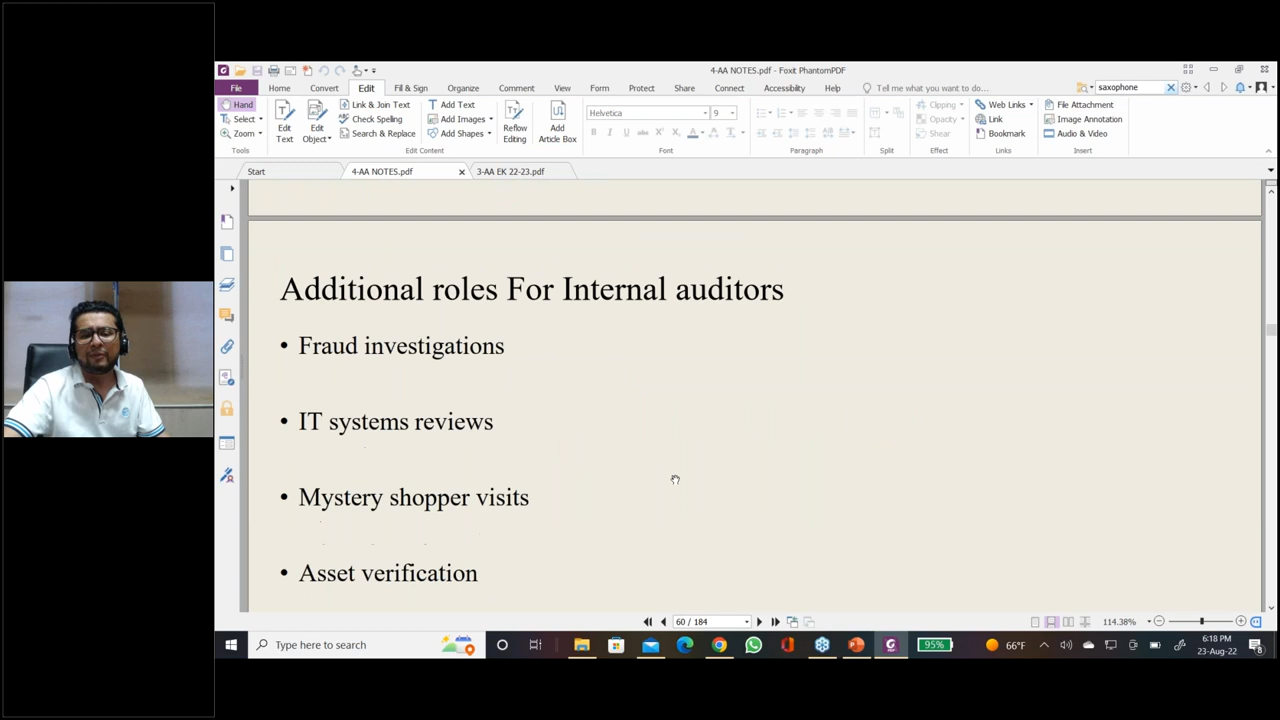 4-AA NOTES.pdf - Foxit PhantomPDF
File Home Convert Edit Fill & Sign Organize Comment View Form Protect Share Connect Accessibility Help Tell me what you want to do... saxophone
Hand
Select
Zoom
Tools
Edit
Text
Edit
Object
Link & Join Text
Check Spelling
Search & Replace
Add Text
Add Images
Add Shapes
Reflow
Editing
Add
Article Box
Edit Content
Helvetica 9
Font
Paragraph
Split
Clipping
Opacity
Shear
Effect
Web Links
Link
Bookmark
Links
File Attachment
Image Annotation
Audio & Video
Insert
Start 4-AA NOTES.pdf 3-AA EK 22-23.pdf
Additional roles For Internal auditors
• Fraud investigations
• IT systems reviews
• Mystery shopper visits
• Asset verification
60 / 184 114.38%
Type here to search 95% 66°F 6:18 PM
23-Aug-22